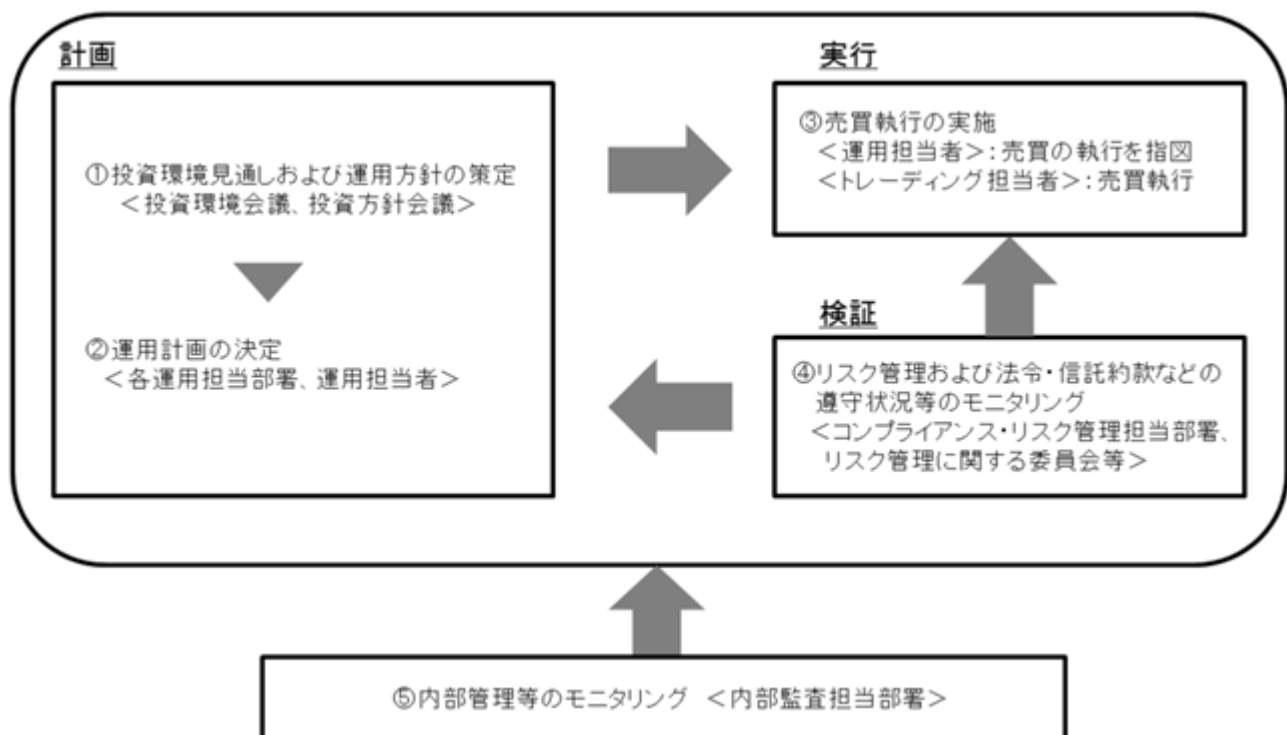 計画
①投資環境見通しおよび運用方針の策定
＜投資環境会議、投資方針会議＞
②運用計画の決定
＜各運用担当部署、運用担当者＞
実行
③売買執行の実施
＜運用担当者＞：売買の執行を指図
＜トレーディング担当者＞：売買執行
検証
④リスク管理および法令・信託約款などの
遵守状況等のモニタリング
＜コンプライアンス・リスク管理担当部署、
リスク管理に関する委員会等＞
⑤内部管理等のモニタリング ＜内部監査担当部署＞